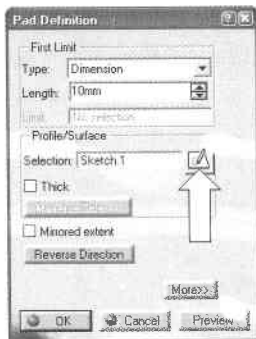 Pad Definition
First Limit
Type: Dimension
Length: 10mm
Limit: No selection
Profile/Surface
Selection: Sketch.1
Thick
Mirrored extent
Reverse Direction
More>>
OK Cancel Preview